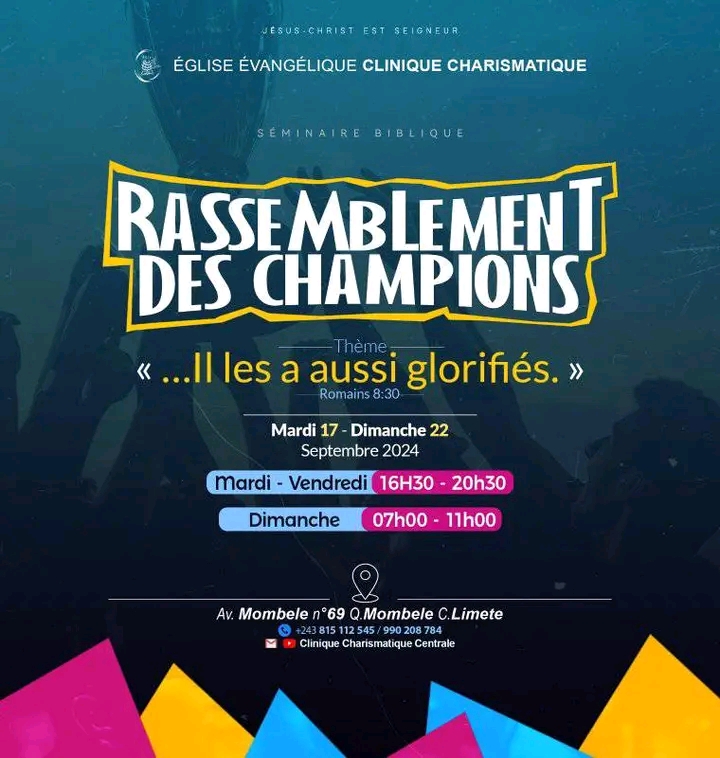 JÉSUS-CHRIST EST SEIGNEUR
ÉGLISE ÉVANGÉLIQUE CLINIQUE CHARISMATIQUE
SÉMINAIRE BIBLIQUE
RASSEMBLEMENT
DES CHAMPIONS
Thème
« ...Il les a aussi glorifiés. »
Romains 8:30
Mardi 17 - Dimanche 22
Septembre 2024
Mardi - Vendredi 16H30 - 20h30
Dimanche 07h00 - 11h00
Av. Mombele n°69 Q.Mombele C.Limete
+243 815 112 545 / 990 208 784
Clinique Charismatique Centrale